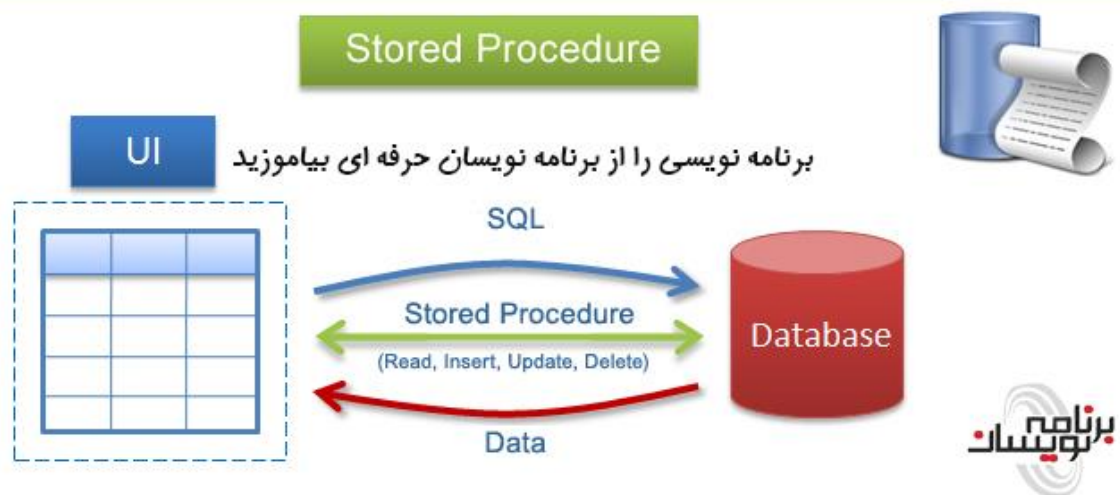 Stored Procedure
UI
برنامه نویسی را از برنامه نویسان حرفه ای بیاموزید
SQL
Stored Procedure
(Read, Insert, Update, Delete)
Database
Data
برنامه
نویسان